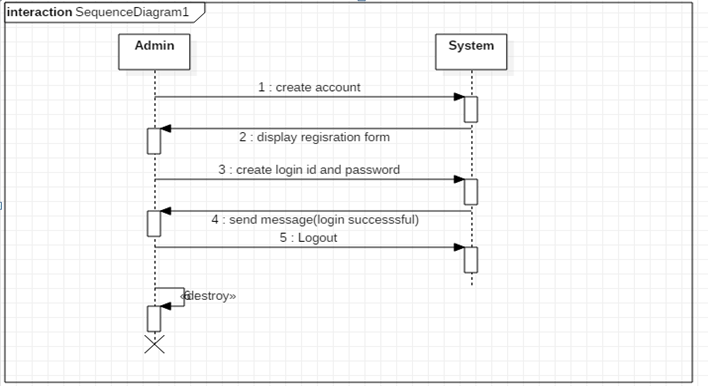 interaction SequenceDiagram1
Admin
System
1 : create account
2 : display regisration form
3 : create login id and password
4 : send message(login successsful)
5 : Logout
«destroy»